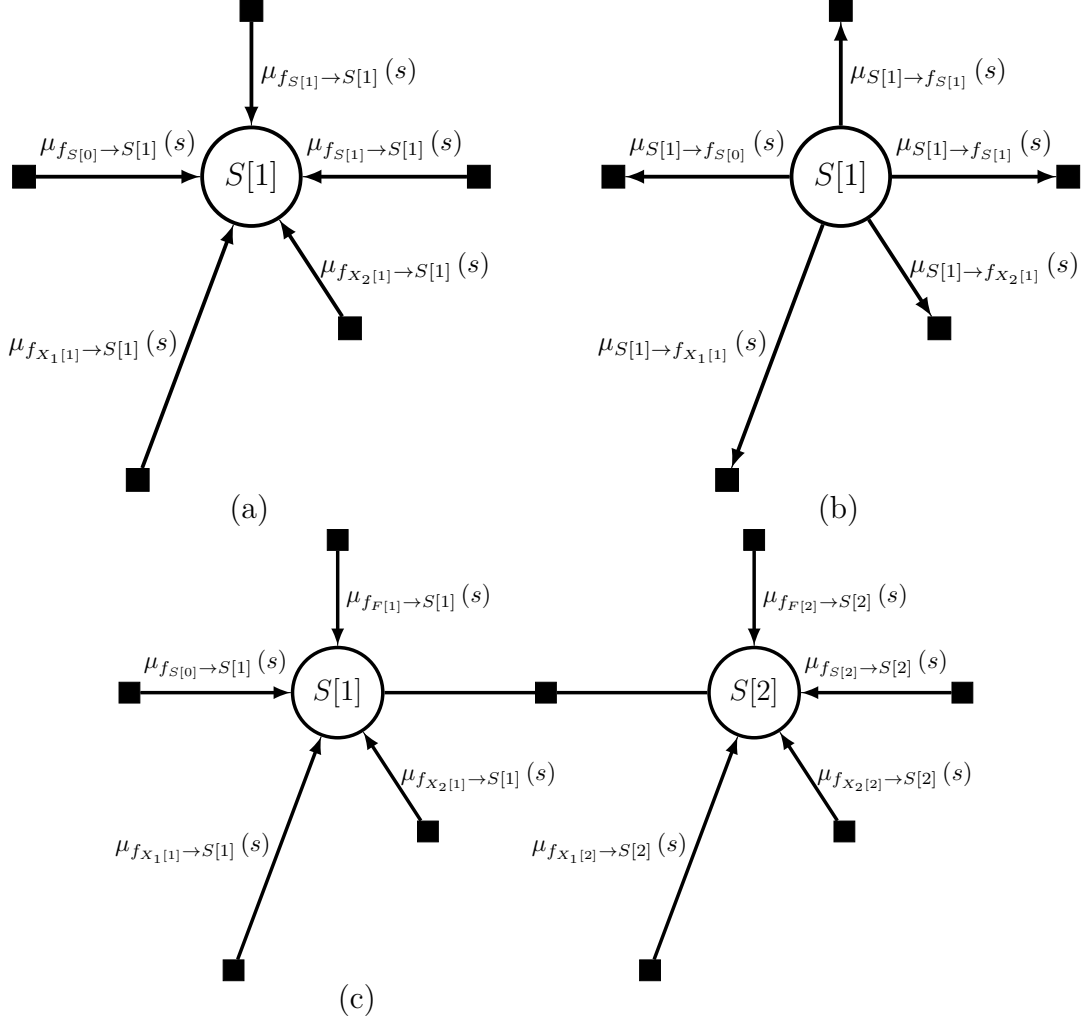 μ_{f_{S[1]}→S[1]}(s)
μ_{f_{S[0]}→S[1]}(s)
μ_{f_{S[1]}→S[1]}(s)
S[1]
μ_{f_{X_2[1]}→S[1]}(s)
μ_{f_{X_1[1]}→S[1]}(s)
(a)
μ_{S[1]→f_{S[1]}}(s)
μ_{S[1]→f_{S[0]}}(s)
μ_{S[1]→f_{S[1]}}(s)
S[1]
μ_{S[1]→f_{X_2[1]}}(s)
μ_{S[1]→f_{X_1[1]}}(s)
(b)
μ_{f_{F[1]}→S[1]}(s)
μ_{f_{S[0]}→S[1]}(s)
S[1]
μ_{f_{X_2[1]}→S[1]}(s)
μ_{f_{X_1[1]}→S[1]}(s)
μ_{f_{F[2]}→S[2]}(s)
μ_{f_{S[2]}→S[2]}(s)
S[2]
μ_{f_{X_2[2]}→S[2]}(s)
μ_{f_{X_1[2]}→S[2]}(s)
(c)